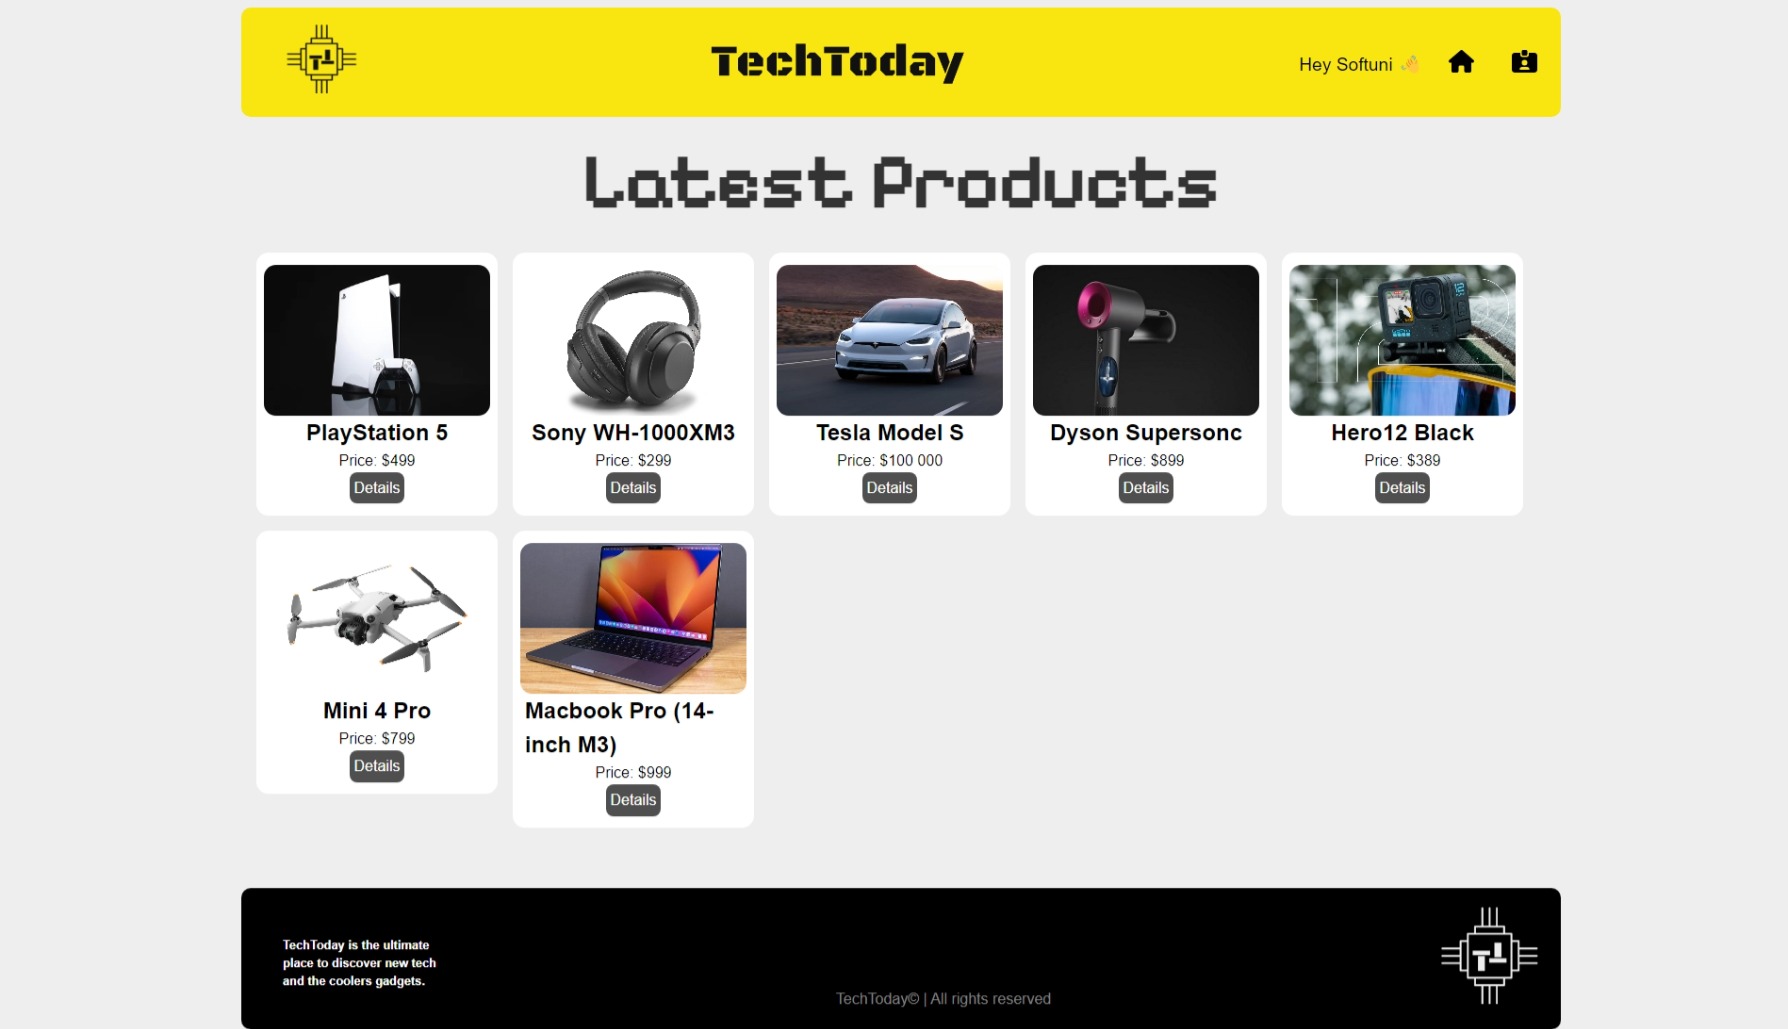 TechToday
Hey Softuni 👋
Latest Products
PlayStation 5
Price: $499
Details
Sony WH-1000XM3
Price: $299
Details
Tesla Model S
Price: $100 000
Details
Dyson Supersonc
Price: $899
Details
Hero12 Black
Price: $389
Details
Mini 4 Pro
Price: $799
Details
Macbook Pro (14-
inch M3)
Price: $999
Details
TechToday is the ultimate
place to discover new tech
and the coolers gadgets.
TechToday© | All rights reserved